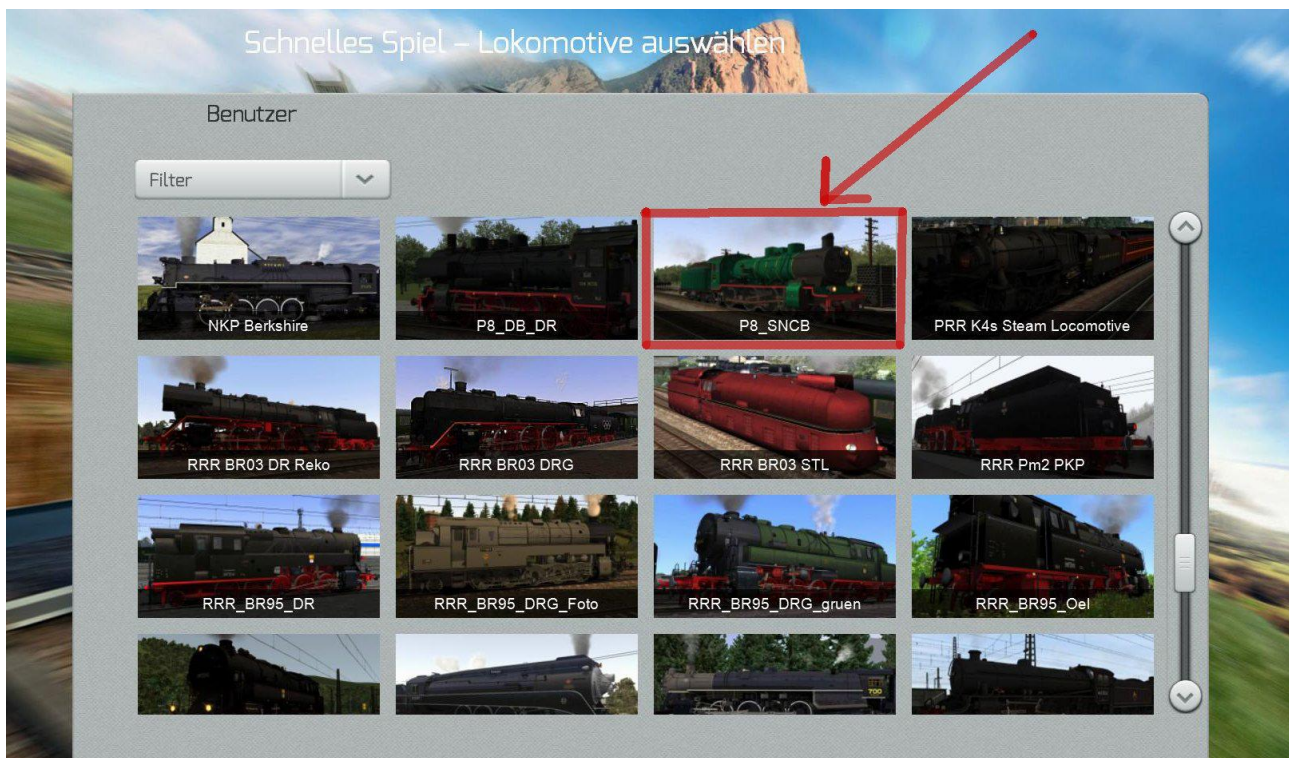 Schnelles Spiel – Lokomotive auswählen
Benutzer
Filter
NKP Berkshire
P8_DB_DR
P8_SNCB
PRR K4s Steam Locomotive
RRR BR03 DR Reko
RRR BR03 DRG
RRR BR03 STL
RRR Pm2 PKP
RRR_BR95_DR
RRR_BR95_DRG_Foto
RRR_BR95_DRG_gruen
RRR_BR95_Oel
700